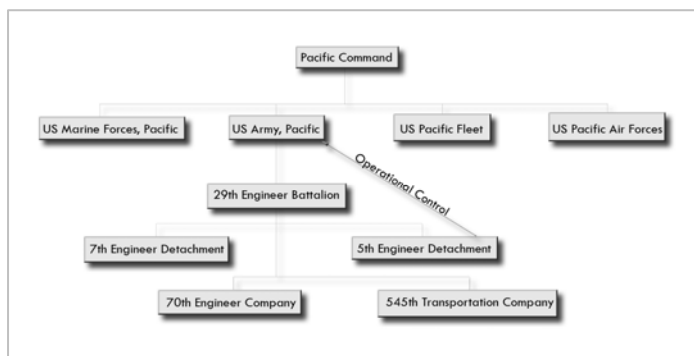 Pacific Command
US Marine Forces, Pacific
US Army, Pacific
US Pacific Fleet
US Pacific Air Forces
Operational Control
29th Engineer Battalion
7th Engineer Detachment
5th Engineer Detachment
70th Engineer Company
545th Transportation Company